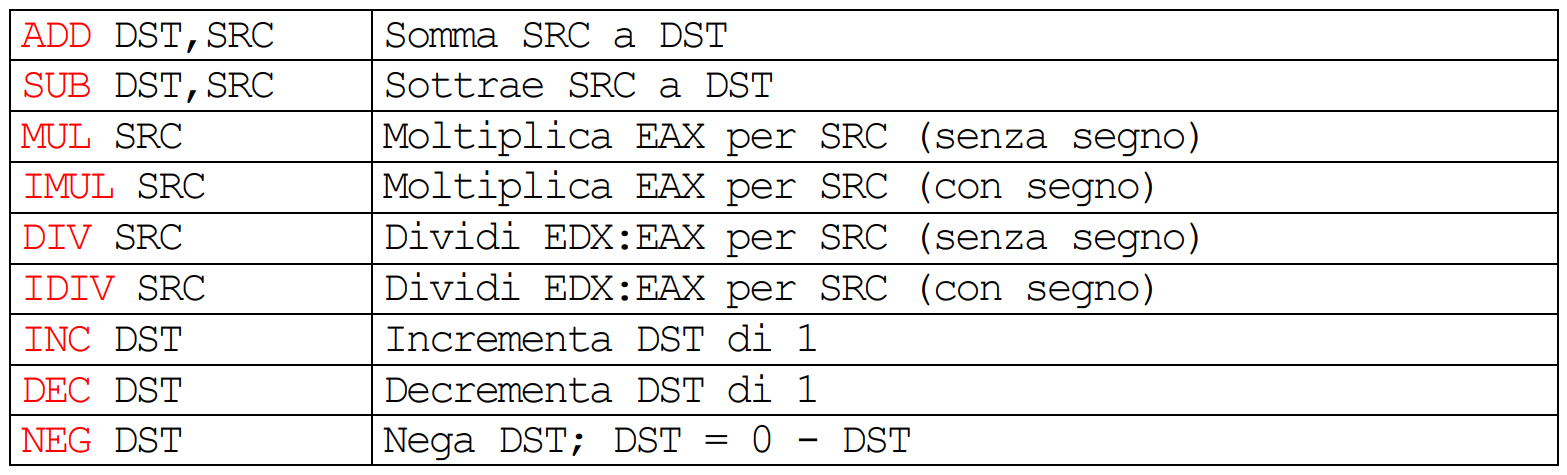 ADD DST,SRC Somma SRC a DST
SUB DST,SRC Sottrae SRC a DST
MUL SRC Moltiplica EAX per SRC (senza segno)
IMUL SRC Moltiplica EAX per SRC (con segno)
DIV SRC Dividi EDX:EAX per SRC (senza segno)
IDIV SRC Dividi EDX:EAX per SRC (con segno)
INC DST Incrementa DST di 1
DEC DST Decrementa DST di 1
NEG DST Nega DST; DST = 0 - DST